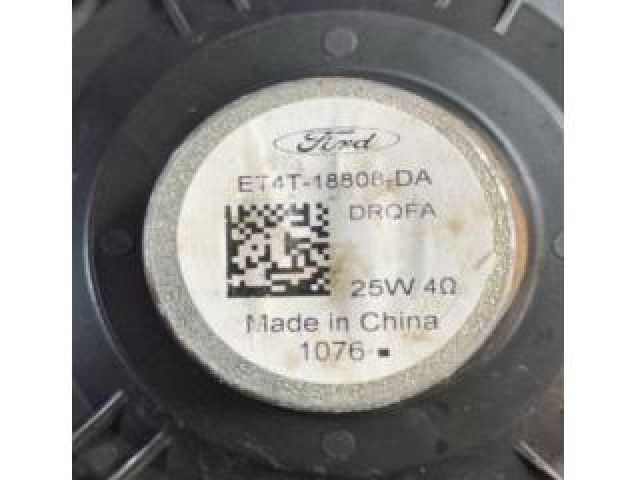 Ford
ET4T-18808-DA
DRQFA
25W 4Ω
Made in China
1076